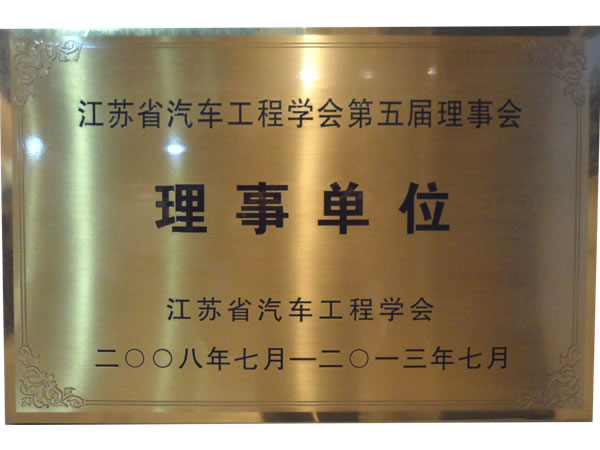 江苏省汽车工程学会第五届理事会
理事单位
江苏省汽车工程学会
二〇〇八年七月—二〇一三年七月